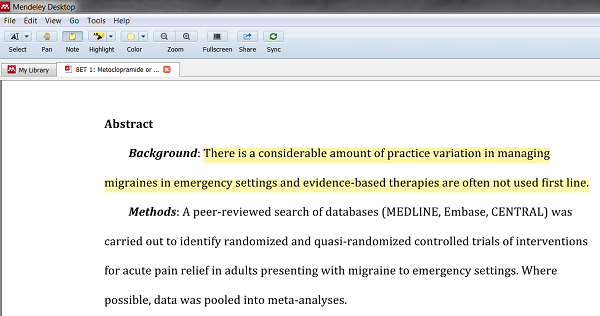 Mendeley Desktop
File Edit View Go Tools Help
Select Pan Note Highlight Color Zoom Fullscreen Share Sync
My Library BET 1: Metoclopramide or ...
Abstract
Background: There is a considerable amount of practice variation in managing
migraines in emergency settings and evidence-based therapies are often not used first line.
Methods: A peer-reviewed search of databases (MEDLINE, Embase, CENTRAL) was
carried out to identify randomized and quasi-randomized controlled trials of interventions
for acute pain relief in adults presenting with migraine to emergency settings. Where
possible, data was pooled into meta-analyses.